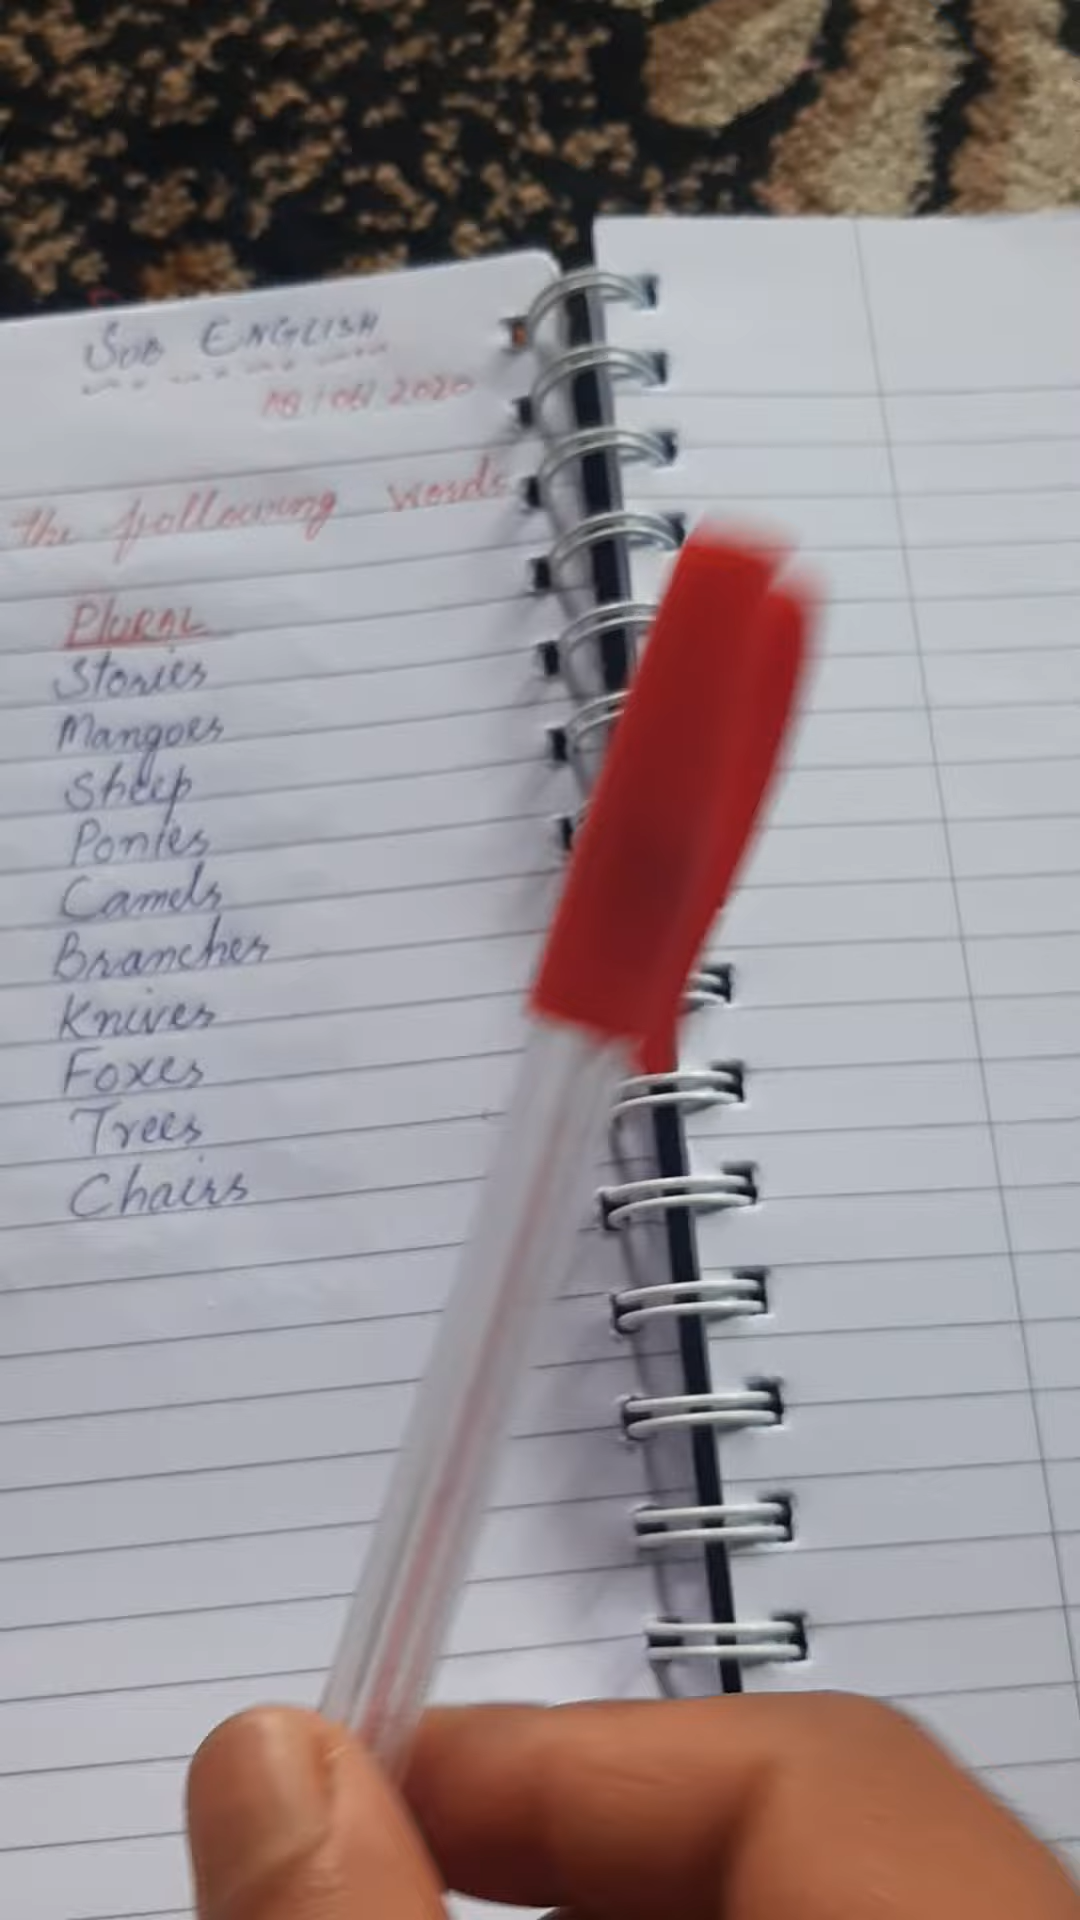 SUB ENGLISH
the following words
PLURAL
Stories
Mangoes
Sheep
Ponies
Camels
Branches
Knives
Foxes
Trees
Chairs